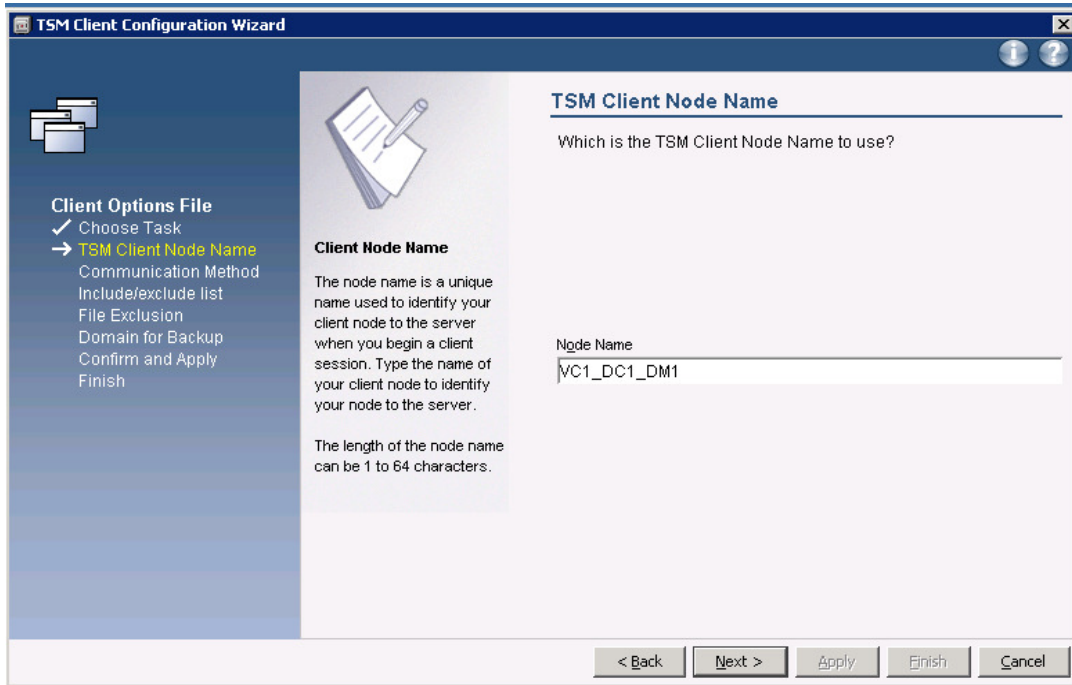 TSM Client Configuration Wizard
Client Options File
Choose Task
TSM Client Node Name
Communication Method
Include/exclude list
File Exclusion
Domain for Backup
Confirm and Apply
Finish
Client Node Name
The node name is a unique
name used to identify your
client node to the server
when you begin a client
session. Type the name of
your client node to identify
your node to the server.
The length of the node name
can be 1 to 64 characters.
TSM Client Node Name
Which is the TSM Client Node Name to use?
Node Name
VC1_DC1_DM1
< Back
Next >
Apply
Finish
Cancel